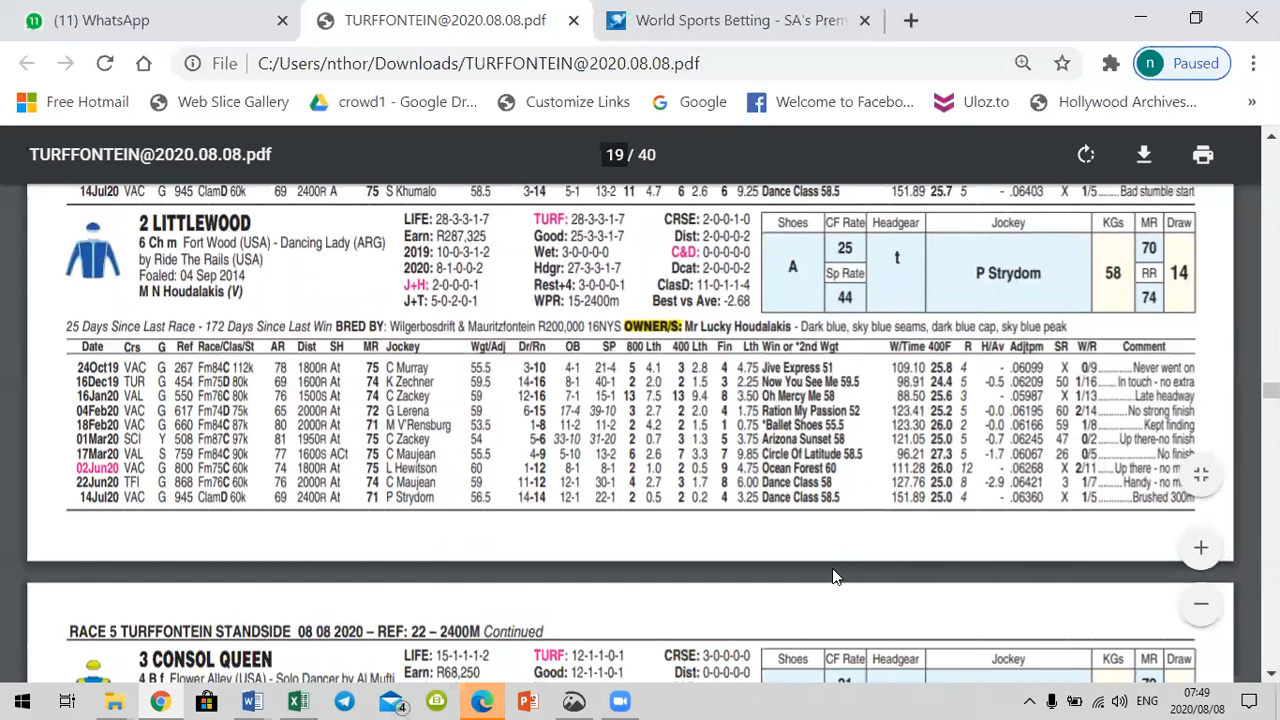 (11) WhatsApp
TURFFONTEIN@2020.08.08.pdf
World Sports Betting - SA's Prem
File C:/Users/nthor/Downloads/TURFFONTEIN@2020.08.08.pdf
n Paused
Free Hotmail
Web Slice Gallery
crowd1 - Google Dr...
Customize Links
Google
Welcome to Facebo...
Uloz.to
Hollywood Archives...
»
TURFFONTEIN@2020.08.08.pdf 19 / 40
14Jul20 VAC G 945 ClamD 60k 69 2400R A 75 S Khumalo 58.5 3-14 5-1 13-2 11 4.7 6 2.6 6 9.25 Dance Class 58.5 151.89 25.7 5 - .06403 X 1/5 Bad stumble start
2 LITTLEWOOD
6 Ch m Fort Wood (USA) - Dancing Lady (ARG)
by Ride The Rails (USA)
Foaled: 04 Sep 2014
M N Houdalakis (V)
LIFE: 28-3-3-1-7 TURF: 28-3-3-1-7 CRSE: 2-0-0-1-0
Earn: R287,325 Good: 25-3-3-1-7 Dist: 2-0-0-0-2
2019: 10-0-3-1-2 Wet: 3-0-0-0-0 C&D: 0-0-0-0-0
2020: 8-1-0-0-2 Hdgr: 27-3-3-1-7 Dcat: 2-0-0-0-2
J+H: 2-0-0-0-1 Rest+4: 3-0-0-0-1 ClasD: 11-0-1-1-4
J+T: 5-0-2-0-1 WPR: 15-2400m Best vs Ave: -2.68
Shoes CF Rate Headgear Jockey KGs MR Draw
A 25 Sp Rate 44 t P Strydom 58 70 RR 74 14
25 Days Since Last Race - 172 Days Since Last Win BRED BY: Wilgerbosdrift & Mauritzfontein R200,000 16NYS OWNER/S: Mr Lucky Houdalakis - Dark blue, sky blue seams, dark blue cap, sky blue peak
Date Crs G Ref Race/Clas/St AR Dist SH MR Jockey Wgt/Adj Dr/Rn OB SP 800 Lth 400 Lth Fin Lth Win or *2nd Wgt W/Time 400F R H/Av Adjtpm SR W/R Comment
24Oct19 VAC G 267 Fm84C 112k 78 1800R At 75 C Murray 55.5 3-10 4-1 21-4 5 4.1 3 2.8 4 4.75 Jive Express 51 109.10 25.8 4 - .06099 X 0/9 Never went on
16Dec19 TUR G 454 Fm75D 80k 69 1600R At 74 K Zechner 59.5 14-16 8-1 40-1 2 2.0 2 1.5 3 2.25 Now You See Me 59.5 98.91 24.4 5 -0.5 .06209 50 1/16 In touch - no extra
16Jan20 VAL G 550 Fm76C 80k 76 1500S At 74 C Zackey 59 12-16 7-1 15-1 13 7.5 13 9.4 8 3.50 Oh Mercy 58 88.50 25.6 3 - .05987 X 1/13 Late headway
04Feb20 VAC G 617 Fm74D 75k 65 2000R At 72 G Lerena 59 6-15 17-4 39-10 3 2.7 2 2.0 4 1.75 Ration My Passion 52 123.41 25.2 5 -0.0 .06195 60 2/14 No strong finish
18Feb20 VAC G 660 Fm84C 87k 80 2000R At 71 M V'Rensburg 53.5 1-8 11-2 11-2 2 4.2 2 1.5 1 0.75 *Ballet Shoes 55.5 123.30 26.0 2 -0.0 .06166 59 1/8 Kept finding
01Mar20 SCI Y 508 Fm87C 97k 81 1950R At 75 C Zackey 54 5-6 33-10 31-20 2 0.7 3 1.3 5 3.75 Arizona Sunset 58 121.05 25.0 5 -0.7 .06245 47 0/2 Up there-no finish
17Mar20 VAL S 759 Fm84C 90k 77 1600S ACt 75 C Maujean 55.5 4-9 5-10 13-2 6 2.6 7 3.3 7 9.85 Circle Of Latitude 58.5 96.21 27.3 5 -1.7 .06067 26 0/5 No finish
02Jun20 VAC G 800 Fm75C 60k 74 1800R At 75 L Hewitson 60 1-12 8-1 8-1 2 1.0 2 0.5 9 4.75 Ocean Forest 60 111.28 26.0 12 - .06268 X 2/11 Up there - no m
22Jun20 TFI G 868 Fm76C 60k 76 2000R At 74 C Maujean 59 11-12 12-1 30-1 4 2.7 3 1.7 8 6.00 Dance Class 58 127.76 25.0 8 -2.9 .06421 X 1/7 Handy - no m
14Jul20 VAC G 945 ClamD 60k 69 2400R At 71 P Strydom 56.5 14-14 12-1 22-1 2 0.5 2 0.2 4 3.25 Dance Class 58.5 151.89 25.0 4 - .06360 X 1/5 Brushed 300m
RACE 5 TURFFONTEIN STANDSIDE 08 08 2020 – REF: 22 – 2400M Continued
3 CONSOL QUEEN
4 B f Flower Alley (USA) - Solo Dancer by Al Mufti
LIFE: 15-1-1-1-2 TURF: 12-1-1-0-1 CRSE: 3-0-0-0-0
Earn: R68,250 Good: 12-1-1-0-1 Dist: 0-0-0-0-0
Shoes CF Rate Headgear Jockey KGs MR Draw
ENG
07:49
2020/08/08